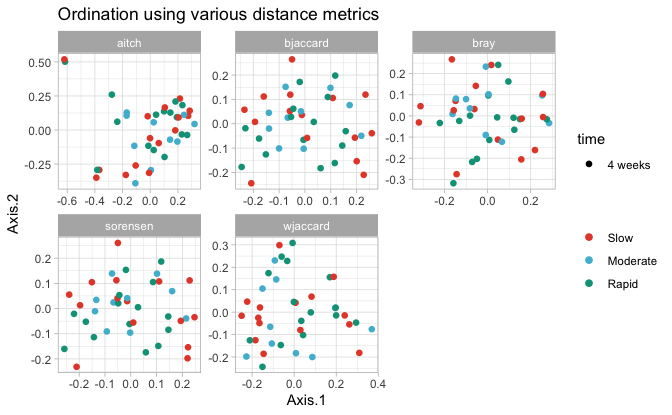 Ordination using various distance metrics
aitch
bjaccard
bray
0.50
0.25
0.00
-0.25
-0.6 -0.4 -0.2 0.0 0.2
0.2
0.1
0.0
-0.1
-0.2
-0.2 -0.1 0.0 0.1 0.2
0.2
0.1
0.0
-0.1
-0.2
-0.3
-0.2 0.0 0.2
sorensen
wjaccard
0.2
0.1
0.0
-0.1
-0.2
-0.2 -0.1 0.0 0.1 0.2
0.3
0.2
0.1
0.0
-0.1
-0.2
-0.2 0.0 0.2 0.4
Axis.2
Axis.1
time
4 weeks
Slow
Moderate
Rapid